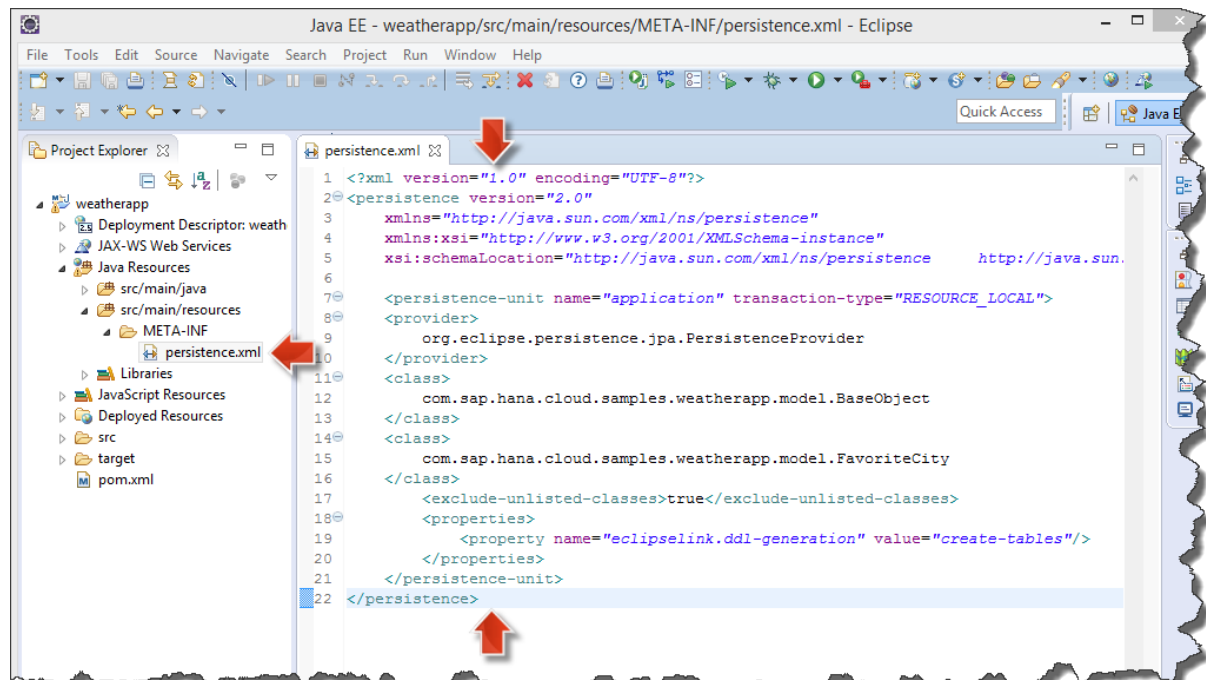 Java EE - weatherapp/src/main/resources/META-INF/persistence.xml - Eclipse
File Tools Edit Source Navigate Search Project Run Window Help
Quick Access
Java E
Project Explorer
weatherapp
Deployment Descriptor: weath
JAX-WS Web Services
Java Resources
src/main/java
src/main/resources
META-INF
persistence.xml
Libraries
JavaScript Resources
Deployed Resources
src
target
pom.xml
persistence.xml
1 <?xml version="1.0" encoding="UTF-8"?>
2 <persistence version="2.0"
3 xmlns="http://java.sun.com/xml/ns/persistence"
4 xmlns:xsi="http://www.w3.org/2001/XMLSchema-instance"
5 xsi:schemaLocation="http://java.sun.com/xml/ns/persistence http://java.sun.
6
7 <persistence-unit name="application" transaction-type="RESOURCE_LOCAL">
8 <provider>
9 org.eclipse.persistence.jpa.PersistenceProvider
10 </provider>
11 <class>
12 com.sap.hana.cloud.samples.weatherapp.model.BaseObject
13 </class>
14 <class>
15 com.sap.hana.cloud.samples.weatherapp.model.FavoriteCity
16 </class>
17 <exclude-unlisted-classes>true</exclude-unlisted-classes>
18 <properties>
19 <property name="eclipselink.ddl-generation" value="create-tables"/>
20 </properties>
21 </persistence-unit>
22 </persistence>